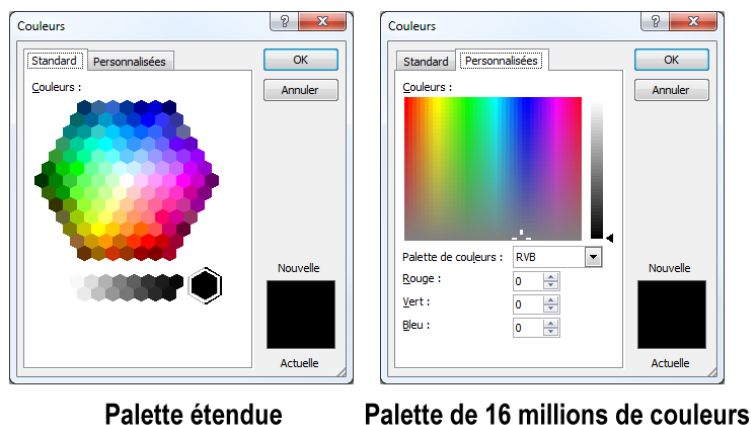 Couleurs
Standard Personnalisées
OK
Annuler
Couleurs :
Nouvelle
Actuelle
Palette étendue
Couleurs
Standard Personnalisées
OK
Annuler
Couleurs :
Palette de couleurs : RVB
Rouge : 0
Vert : 0
Bleu : 0
Nouvelle
Actuelle
Palette de 16 millions de couleurs